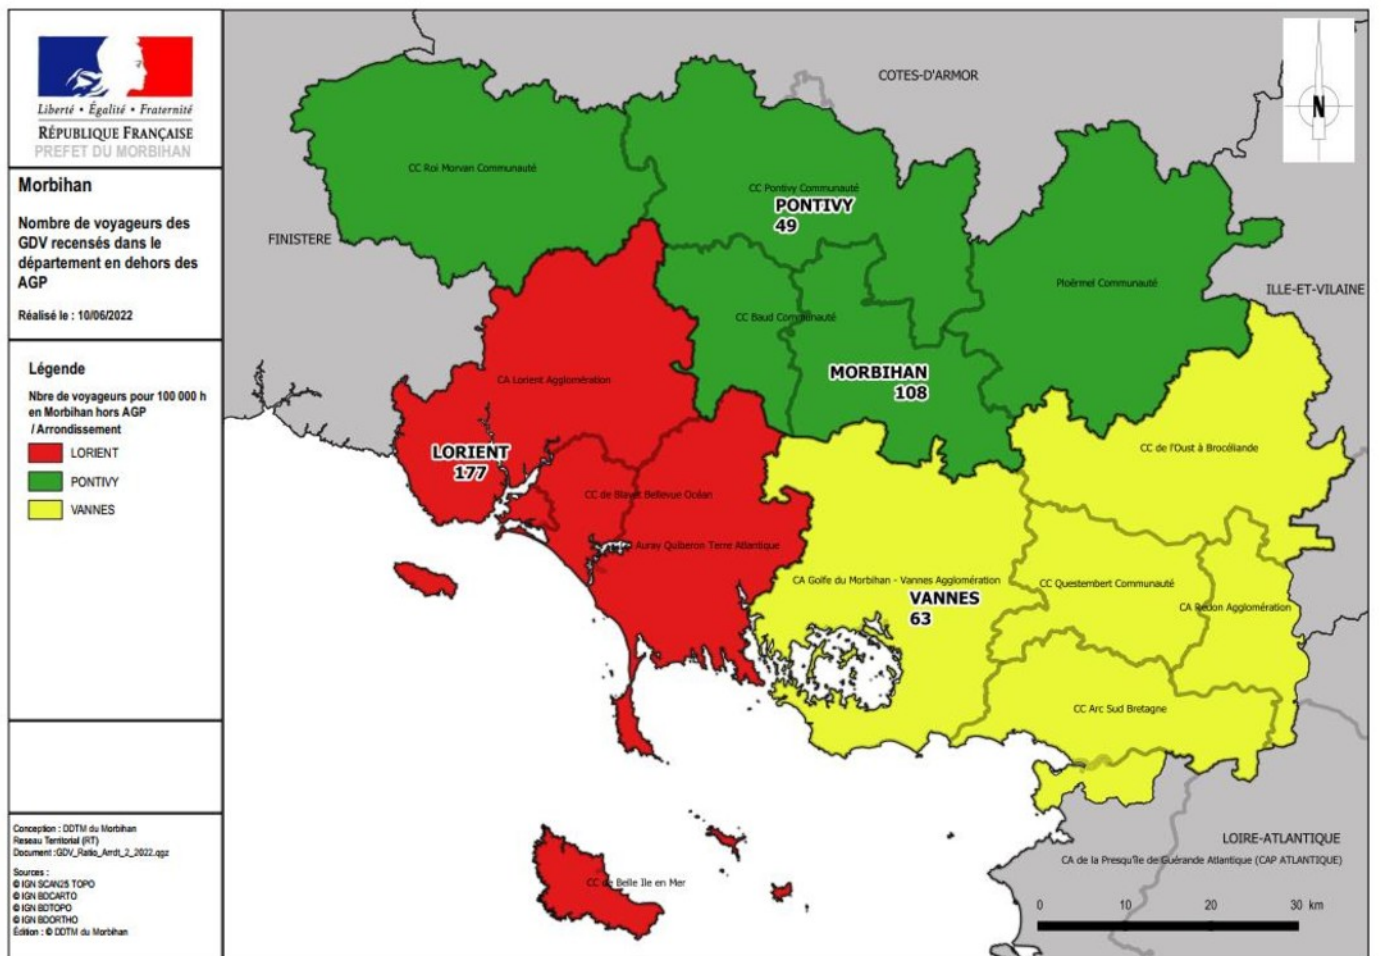 Liberté • Égalité • Fraternité
RÉPUBLIQUE FRANÇAISE
PREFET DU MORBIHAN
Morbihan
Nombre de voyageurs des
GDV recensés dans le
département en dehors des
AGP
Réalisé le : 10/06/2022
Légende
Nbre de voyageurs pour 100 000 h
en Morbihan hors AGP
/ Arrondissement
LORIENT
PONTIVY
VANNES
Conception : DDTM du Morbihan
Reseau Territorial (RT)
Document :GDV_Ratio_Arrdt_2_2022.qgz
Sources :
© IGN SCAN25 TOPO
© IGN BDCARTO
© IGN BDTOPO
© IGN BDORTHO
Édition : © DDTM du Morbihan
COTES-D'ARMOR
N
CC Roi Morvan Communauté
CC Pontivy Communauté
PONTIVY
49
FINISTERE
Ploërmel Communauté
ILLE-ET-VILAINE
CC Baud Communauté
MORBIHAN
108
CA Lorient Agglomération
LORIENT
177
CC de l'Oust à Brocéliande
CC de Blavet Bellevue Océan
Auray Quiberon Terre Atlantique
CA Golfe du Morbihan - Vannes Agglomération
VANNES
63
CC Questembert Communauté
CA Redon Agglomération
CC Arc Sud Bretagne
LOIRE-ATLANTIQUE
CA de la Presqu'île de Guérande Atlantique (CAP ATLANTIQUE)
CC de Belle Ile en Mer
0 10 20 30 km